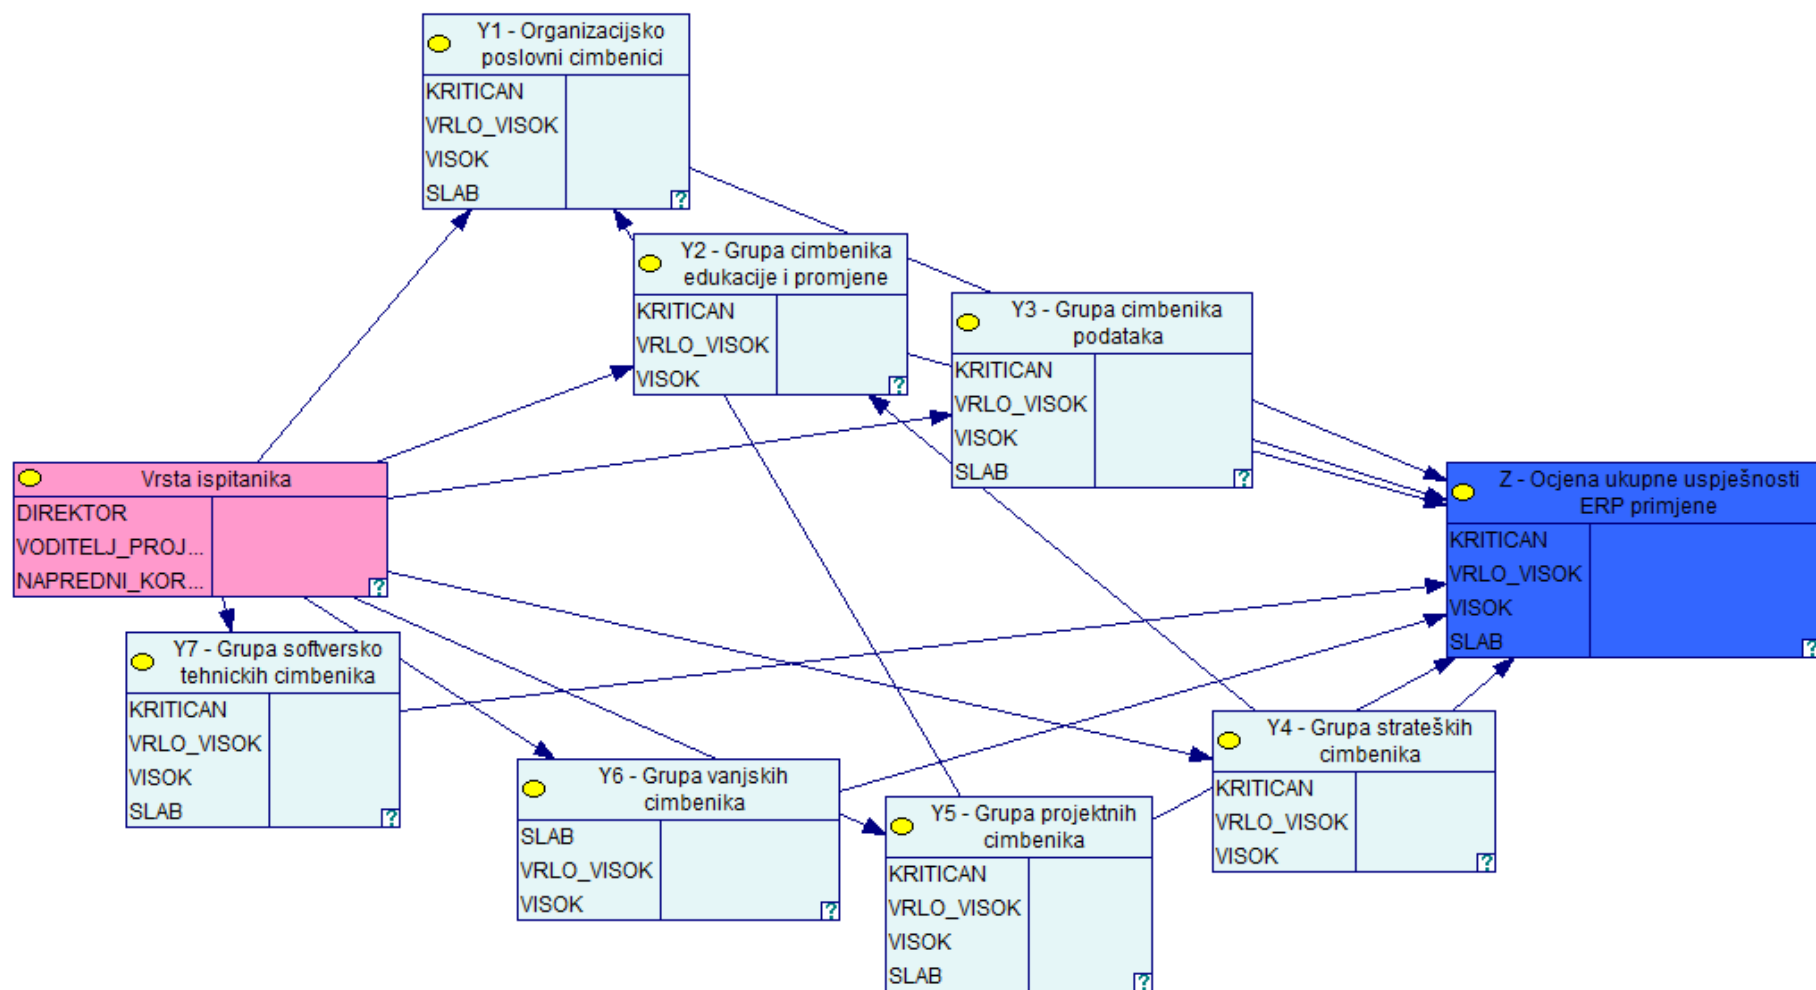 Y1 - Organizacijsko
poslovni cimbenici
KRITICAN
VRLO_VISOK
VISOK
SLAB
?
Y2 - Grupa cimbenika
edukacije i promjene
KRITICAN
VRLO_VISOK
VISOK
?
Y3 - Grupa cimbenika
podataka
KRITICAN
VRLO_VISOK
VISOK
SLAB
?
Vrsta ispitanika
DIREKTOR
VODITELJ_PROJ...
NAPREDNI_KOR...
?
Z - Ocjena ukupne uspješnosti
ERP primjene
KRITICAN
VRLO_VISOK
VISOK
SLAB
?
Y7 - Grupa softversko
tehnickih cimbenika
KRITICAN
VRLO_VISOK
VISOK
SLAB
?
Y6 - Grupa vanjskih
cimbenika
SLAB
VRLO_VISOK
VISOK
?
Y5 - Grupa projektnih
cimbenika
KRITICAN
VRLO_VISOK
VISOK
SLAB
?
Y4 - Grupa strateških
cimbenika
KRITICAN
VRLO_VISOK
VISOK
?